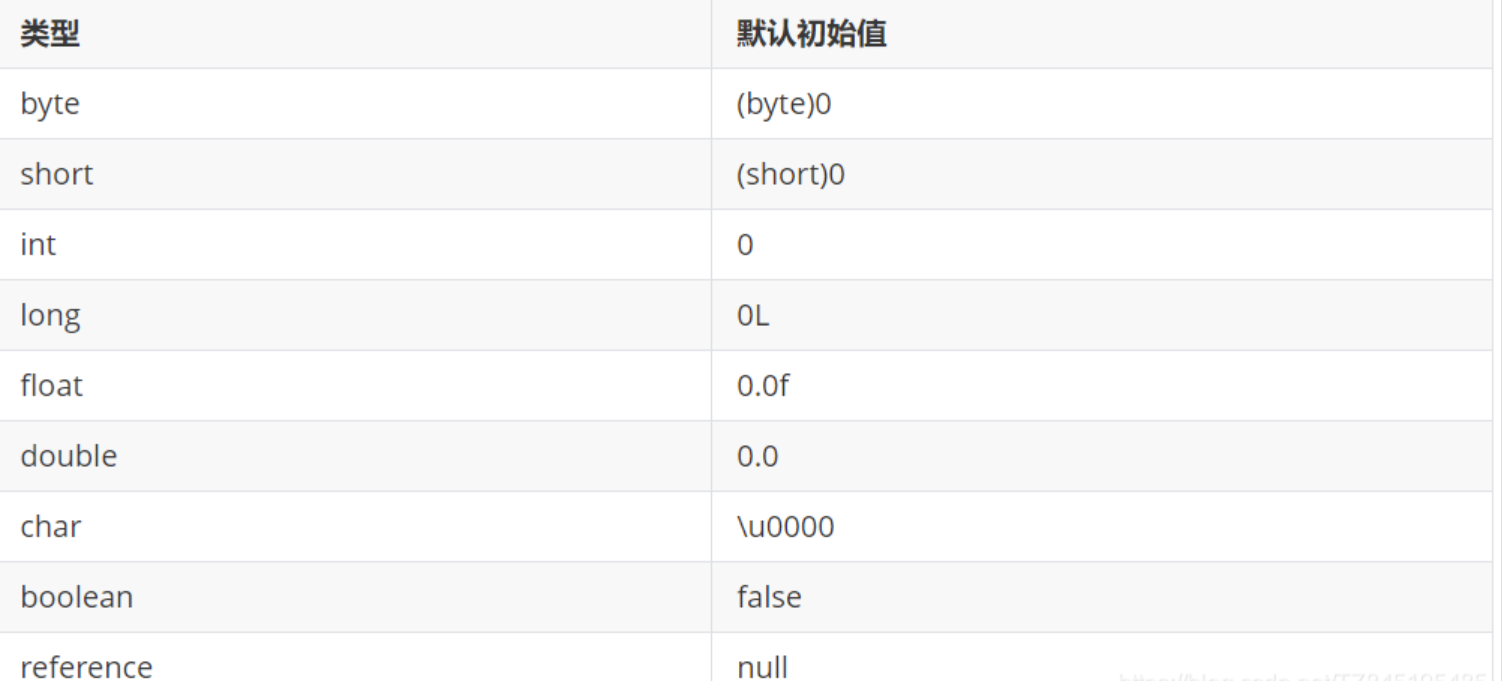 类型 默认初始值
byte (byte)0
short (short)0
int 0
long 0L
float 0.0f
double 0.0
char \u0000
boolean false
reference null